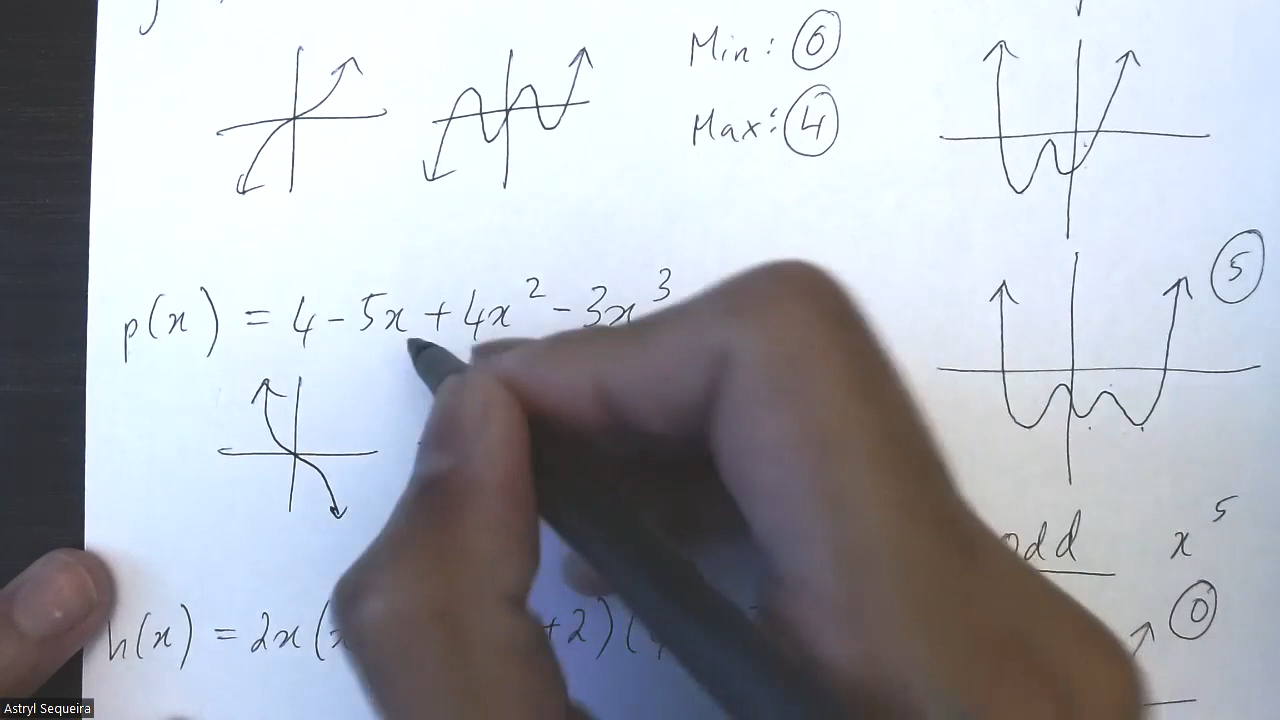 Min: 0
Max: 4
p(x) = 4 - 5x + 4x² - 3x³
5
odd x⁵
0
h(x) = 2x( +2)(
Astryl Sequeira